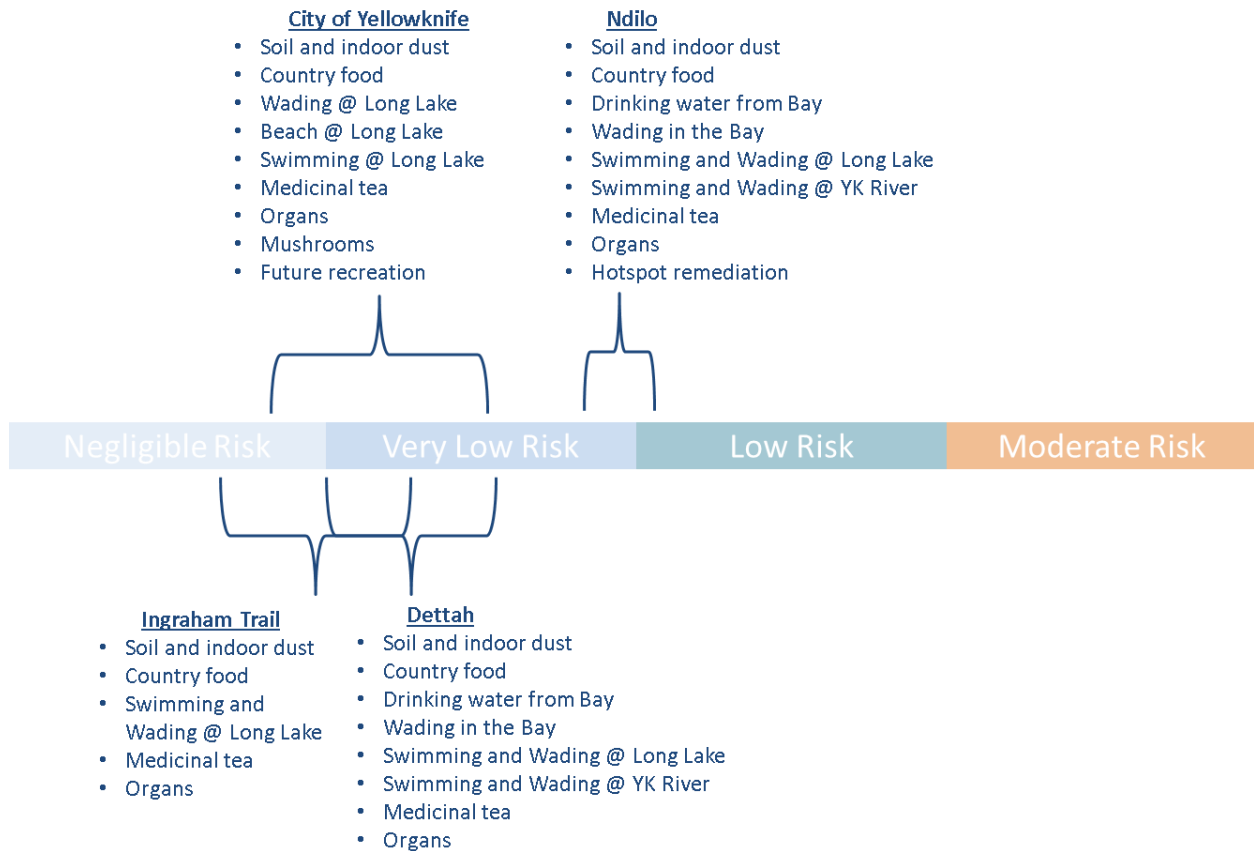 City of Yellowknife
• Soil and indoor dust
• Country food
• Wading @ Long Lake
• Beach @ Long Lake
• Swimming @ Long Lake
• Medicinal tea
• Organs
• Mushrooms
• Future recreation
Ndilo
• Soil and indoor dust
• Country food
• Drinking water from Bay
• Wading in the Bay
• Swimming and Wading @ Long Lake
• Swimming and Wading @ YK River
• Medicinal tea
• Organs
• Hotspot remediation
Negligible Risk
Very Low Risk
Low Risk
Moderate Risk
Ingraham Trail
• Soil and indoor dust
• Country food
• Swimming and
Wading @ Long Lake
• Medicinal tea
• Organs
Dettah
• Soil and indoor dust
• Country food
• Drinking water from Bay
• Wading in the Bay
• Swimming and Wading @ Long Lake
• Swimming and Wading @ YK River
• Medicinal tea
• Organs